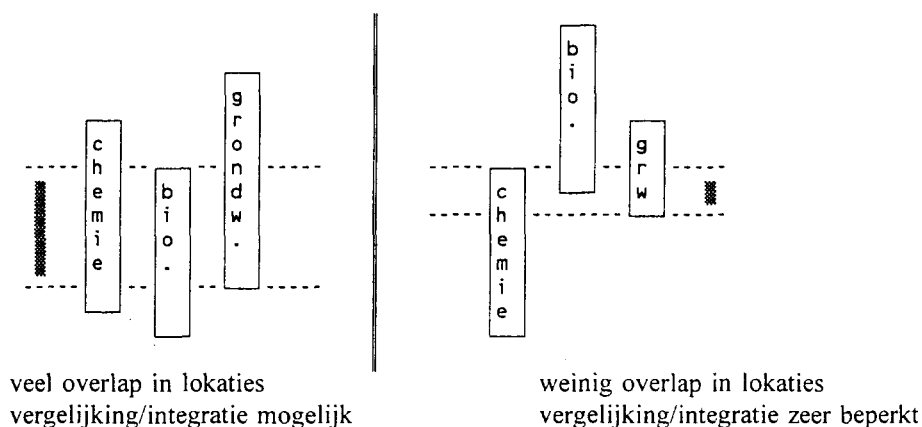 chemie
bio.
grondw.
veel overlap in lokaties
vergelijking/integratie mogelijk
bio.
grw
chemie
weinig overlap in lokaties
vergelijking/integratie zeer beperkt